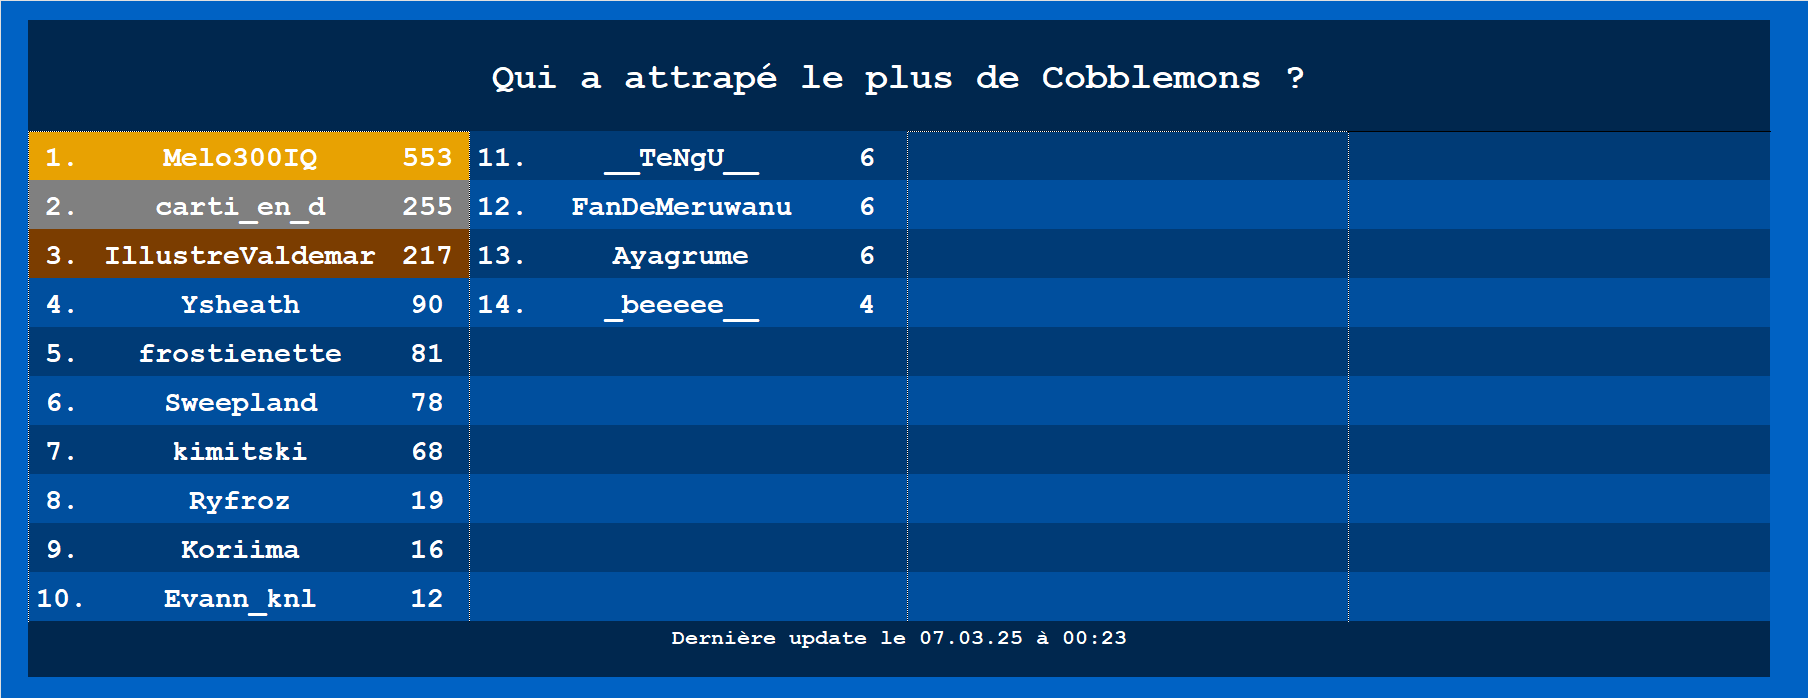 Qui a attrapé le plus de Cobblemons ?
1. Melo300IQ 553
2. carti_en_d 255
3. IllustreValdemar 217
4. Ysheath 90
5. frostienette 81
6. Sweepland 78
7. kimitski 68
8. Ryfroz 19
9. Koriima 16
10. Evann_knl 12
11. __TeNgU__ 6
12. FanDeMeruwanu 6
13. Ayagrume 6
14. _beeeee__ 4
Dernière update le 07.03.25 à 00:23